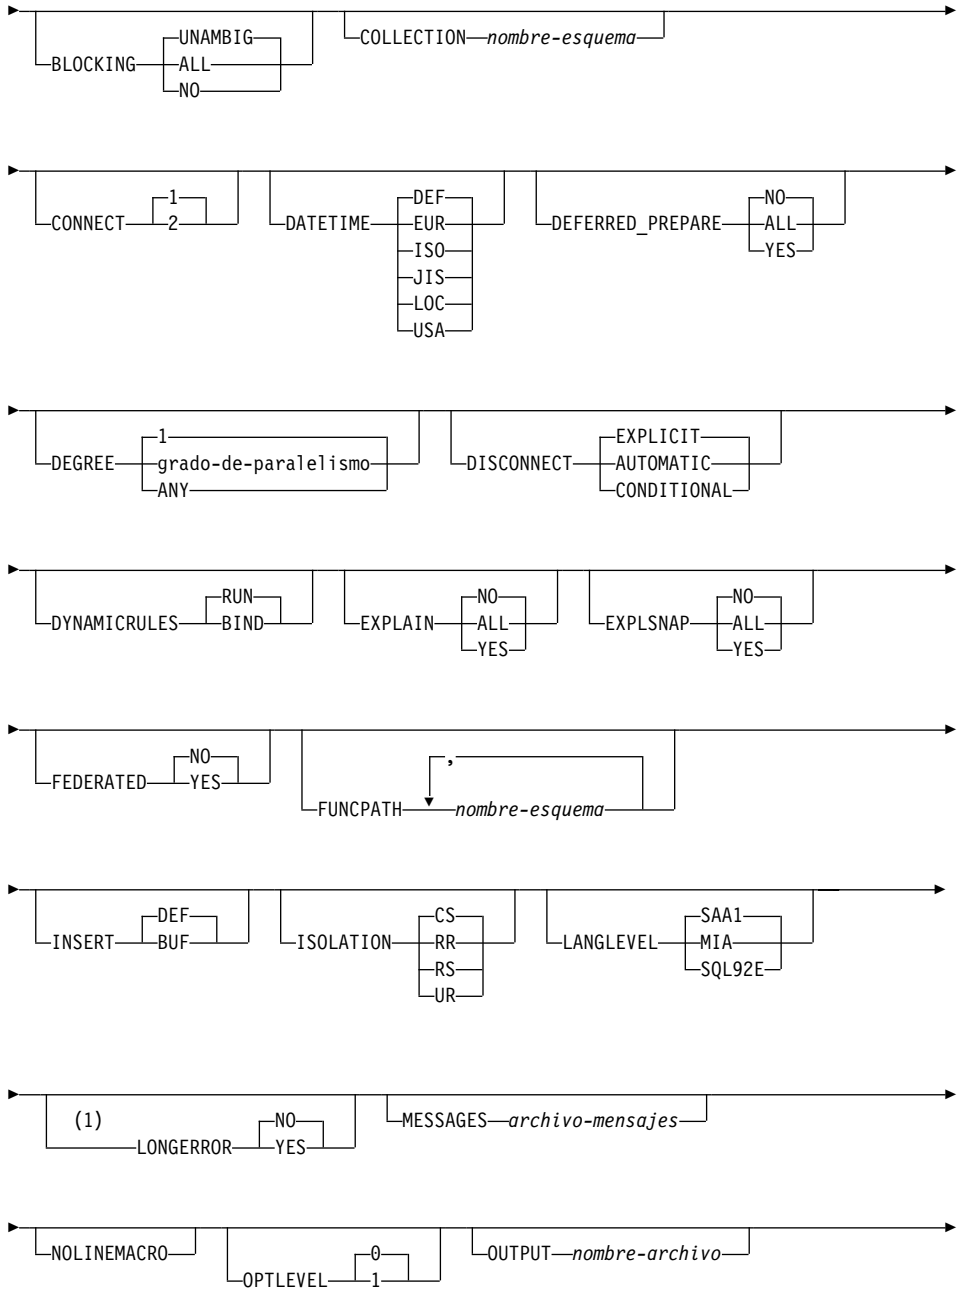 UNAMBIG
COLLECTION nombre-esquema
BLOCKING ALL
NO
1 DEF NO
CONNECT 2 DATETIME EUR DEFERRED_PREPARE ALL
ISO YES
JIS
LOC
USA
1 EXPLICIT
DEGREE grado-de-paralelismo DISCONNECT AUTOMATIC
ANY CONDITIONAL
RUN NO NO
DYNAMICRULES BIND EXPLAIN ALL EXPLSNAP ALL
YES YES
NO ,
FEDERATED YES
FUNCPATH nombre-esquema
DEF CS SAA1
INSERT BUF ISOLATION RR LANGLEVEL MIA
RS SQL92E
UR
(1) NO MESSAGES archivo-mensajes
LONGERROR YES
NOLINEMACRO 0 OUTPUT nombre-archivo
OPTLEVEL 1